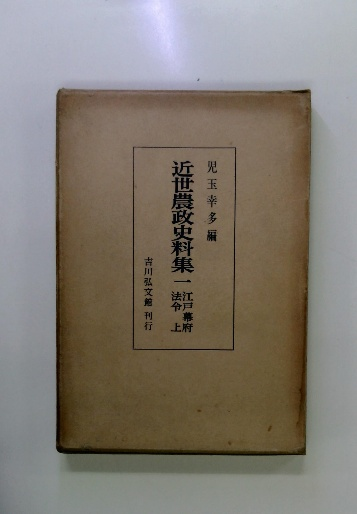 児玉幸多編
近世農政史料集一 江戸幕府
法令 上
吉川弘文館 刊行